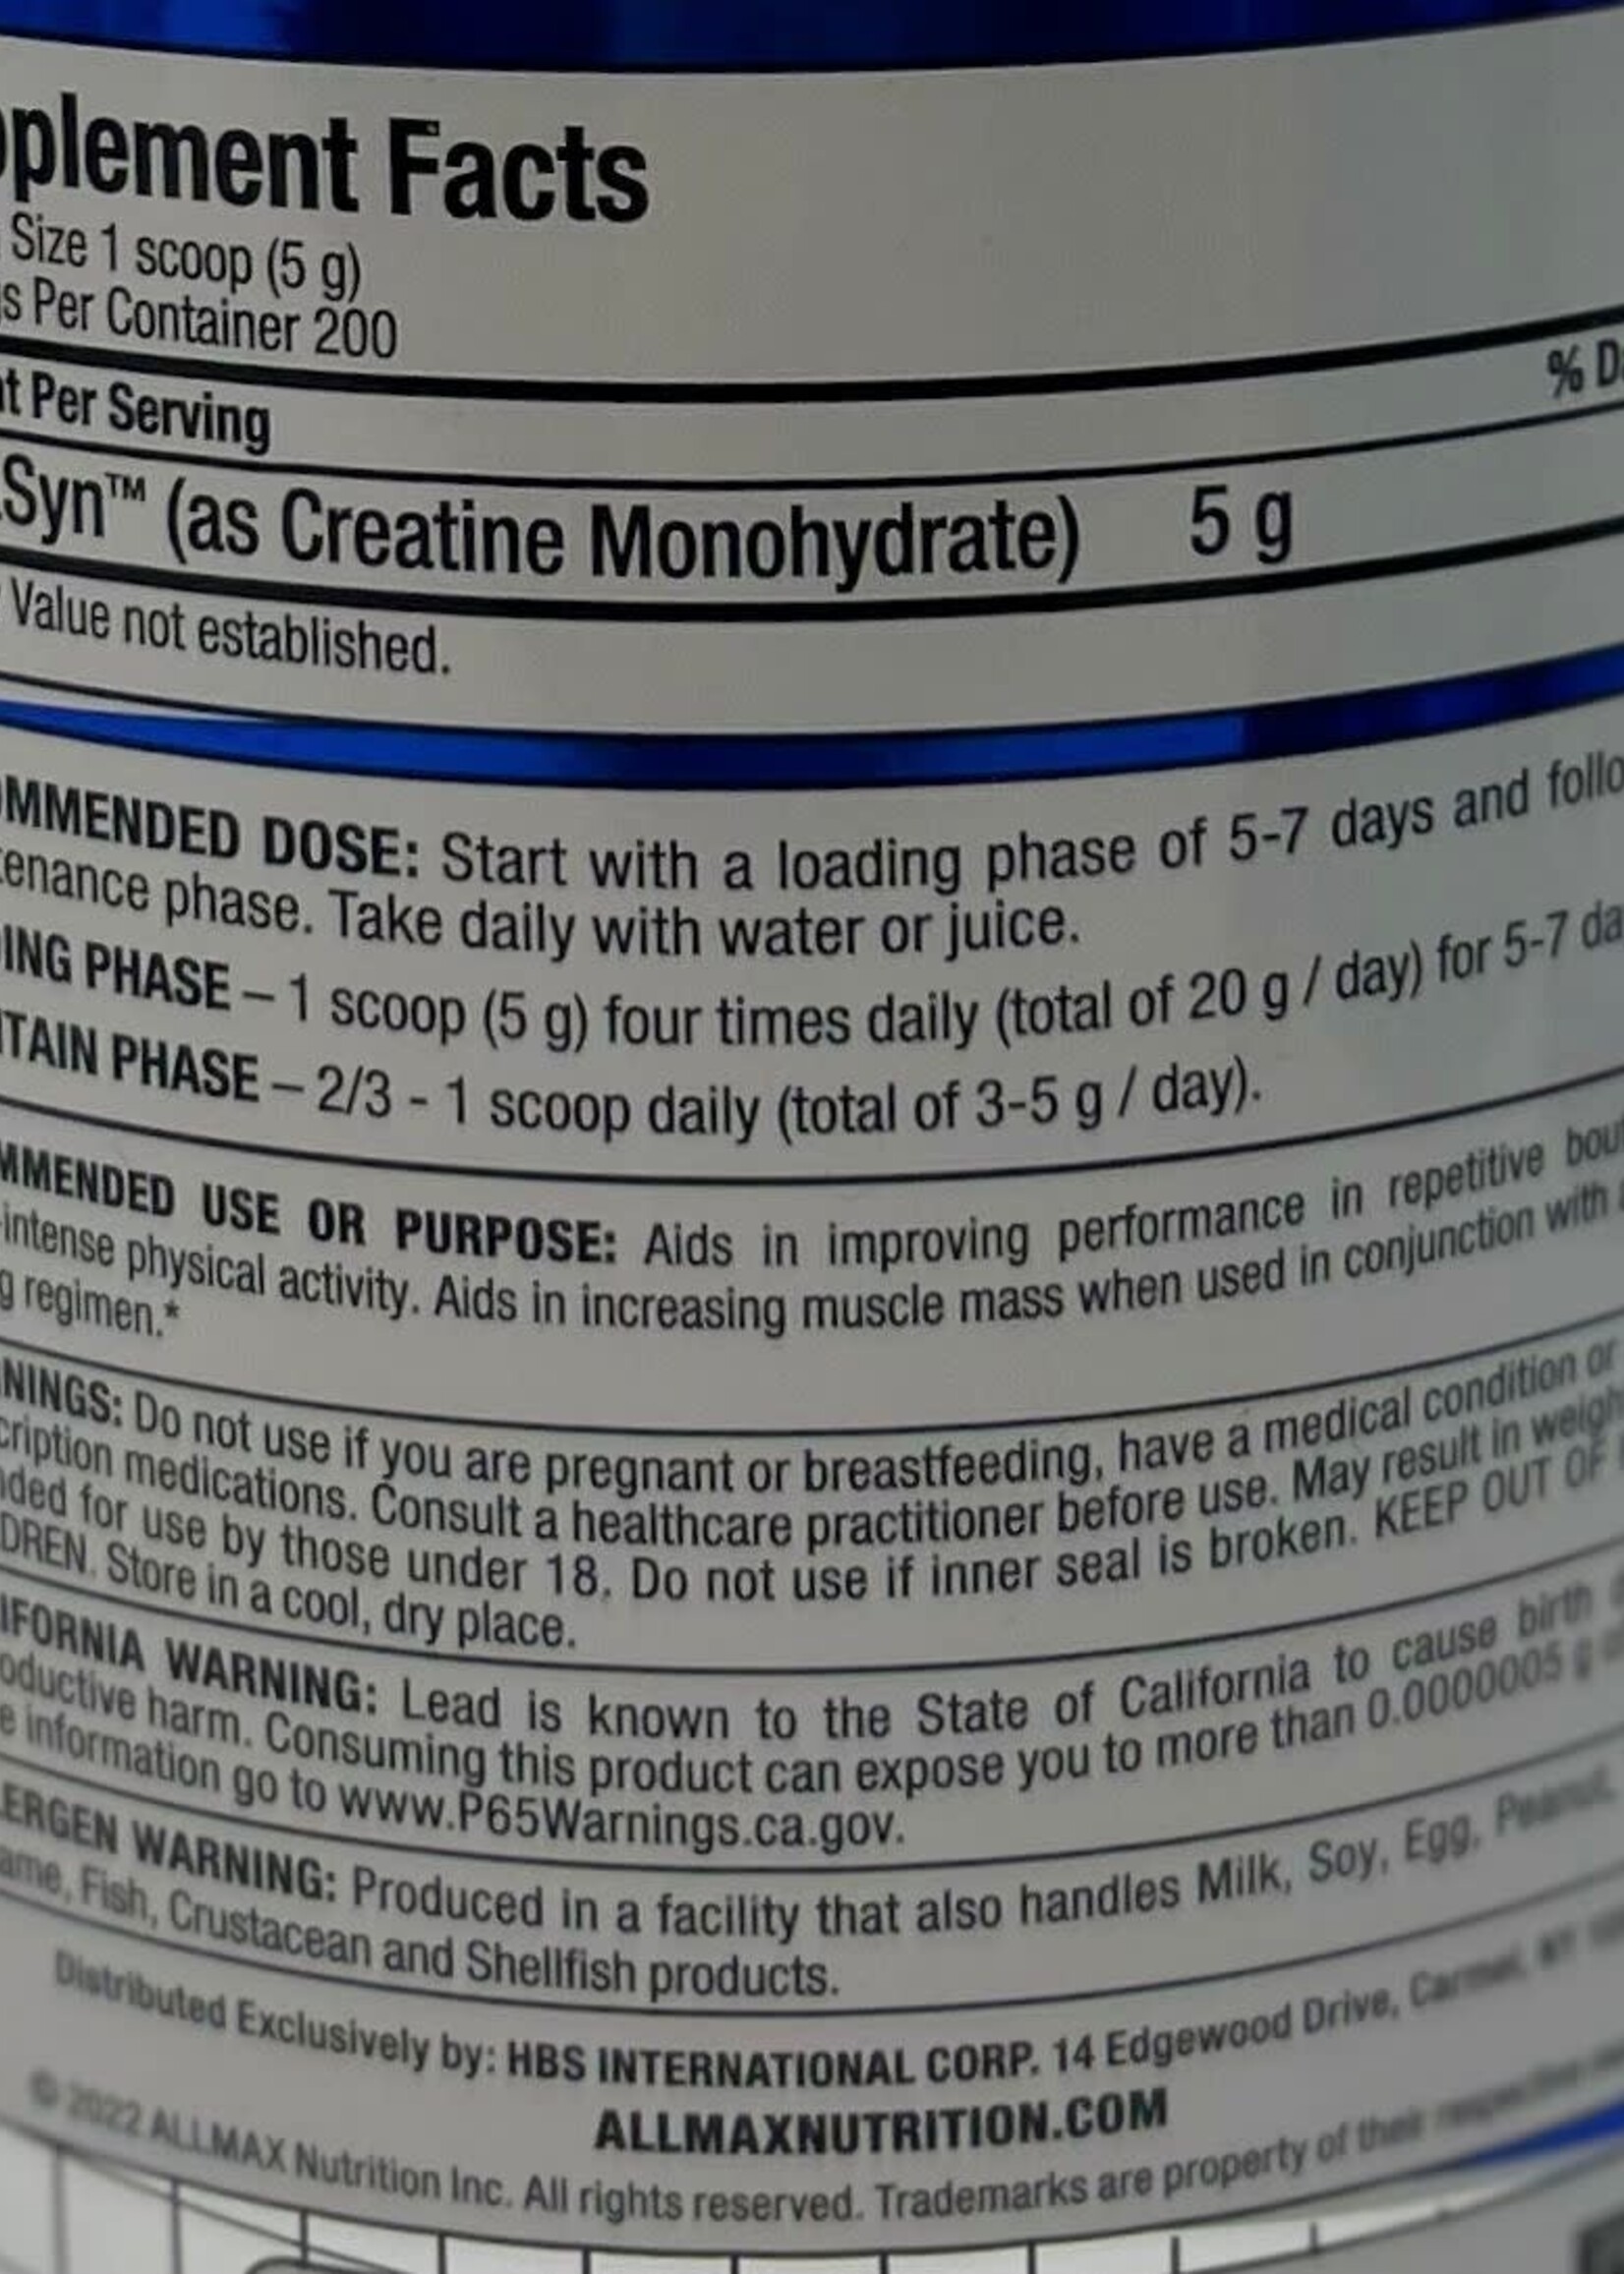 plement Facts
Size 1 scoop (5 g)
s Per Container 200
t Per Serving
% D
Syn™ (as Creatine Monohydrate) 5 g
Value not established.
MMENDED DOSE: Start with a loading phase of 5-7 days and follo
enance phase. Take daily with water or juice.
ING PHASE – 1 scoop (5 g) four times daily (total of 20 g / day) for 5-7 da
TAIN PHASE – 2/3 - 1 scoop daily (total of 3-5 g / day).
MMENDED USE OR PURPOSE: Aids in improving performance in repetitive bou
-intense physical activity. Aids in increasing muscle mass when used in conjunction with
g regimen.*
NINGS: Do not use if you are pregnant or breastfeeding, have a medical condition or
cription medications. Consult a healthcare practitioner before use. May result in weigh
ded for use by those under 18. Do not use if inner seal is broken. KEEP OUT OF
DREN. Store in a cool, dry place.
IFORNIA WARNING: Lead is known to the State of California to cause birth
oductive harm. Consuming this product can expose you to more than 0.0000005 g
e information go to www.P65Warnings.ca.gov.
ERGEN WARNING: Produced in a facility that also handles Milk, Soy, Egg, Peanut,
ame, Fish, Crustacean and Shellfish products.
Distributed Exclusively by: HBS INTERNATIONAL CORP. 14 Edgewood Drive, Carmel, NY
ALLMAXNUTRITION.COM
© 2022 ALLMAX Nutrition Inc. All rights reserved. Trademarks are property of their respective